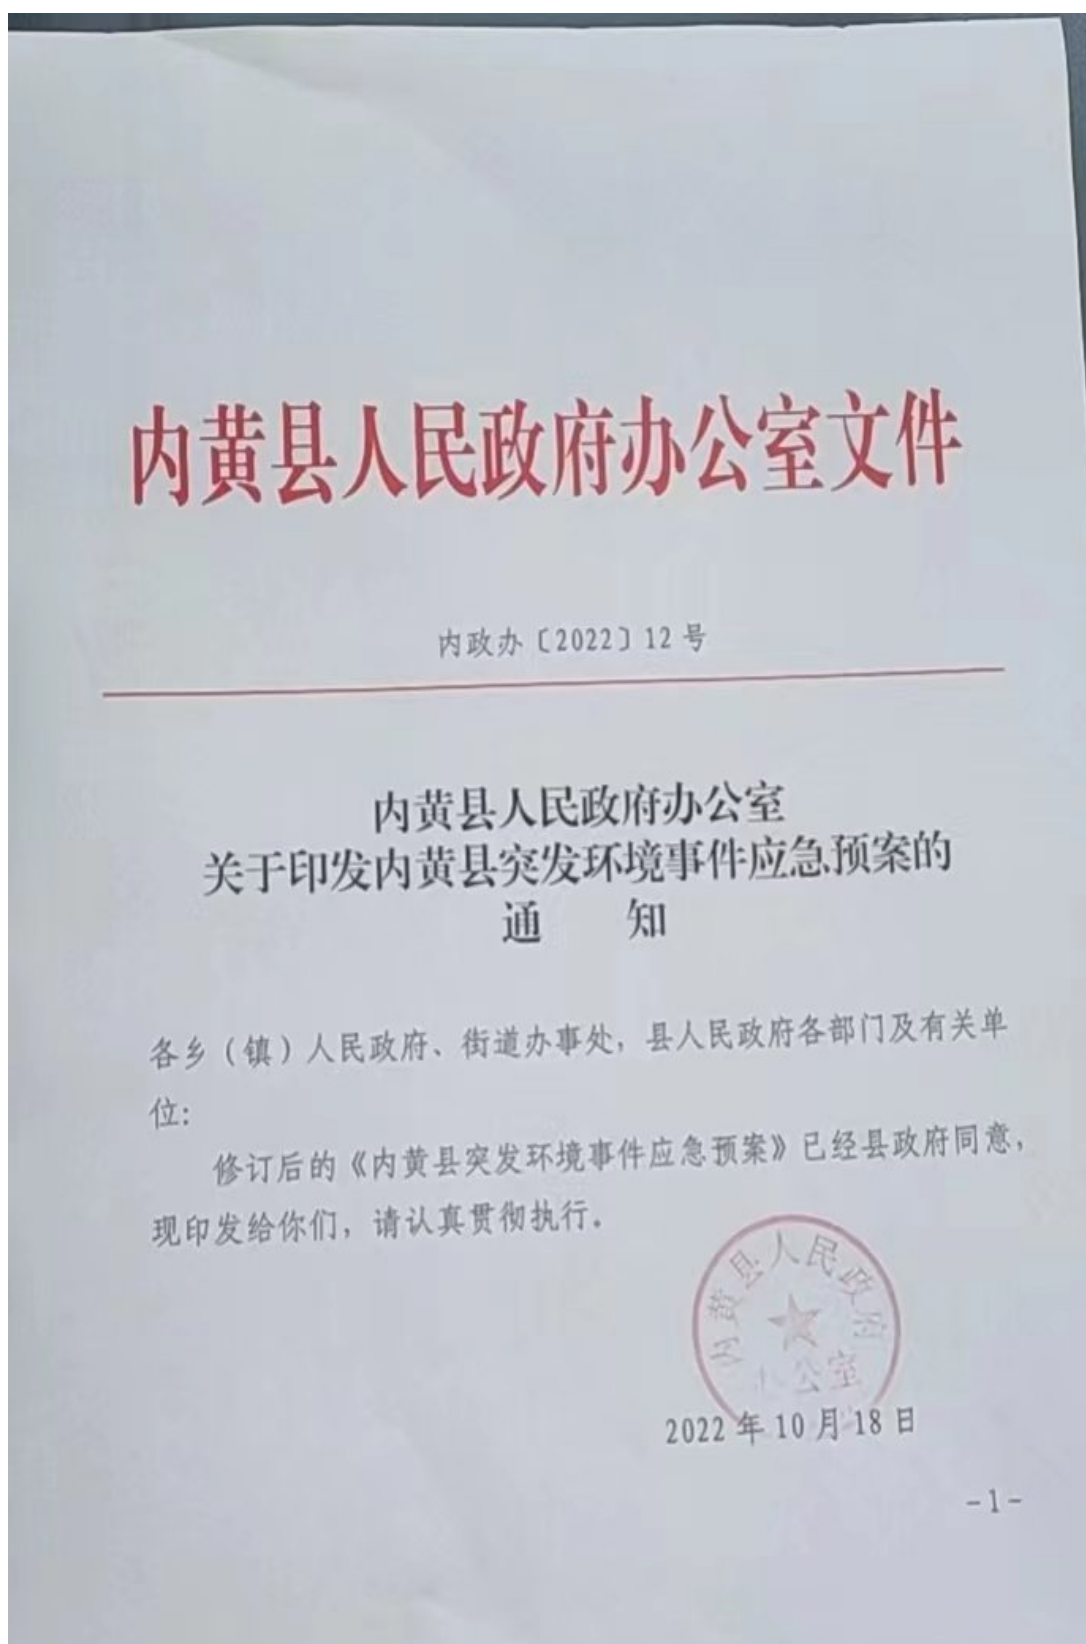 内黄县人民政府办公室文件
内政办〔2022〕12号
内黄县人民政府办公室
关于印发内黄县突发环境事件应急预案的
通 知
各乡（镇）人民政府、街道办事处，县人民政府各部门及有关单
位：
修订后的《内黄县突发环境事件应急预案》已经县政府同意，
现印发给你们，请认真贯彻执行。
内黄县人民政府
公室
2022年10月18日
-1-